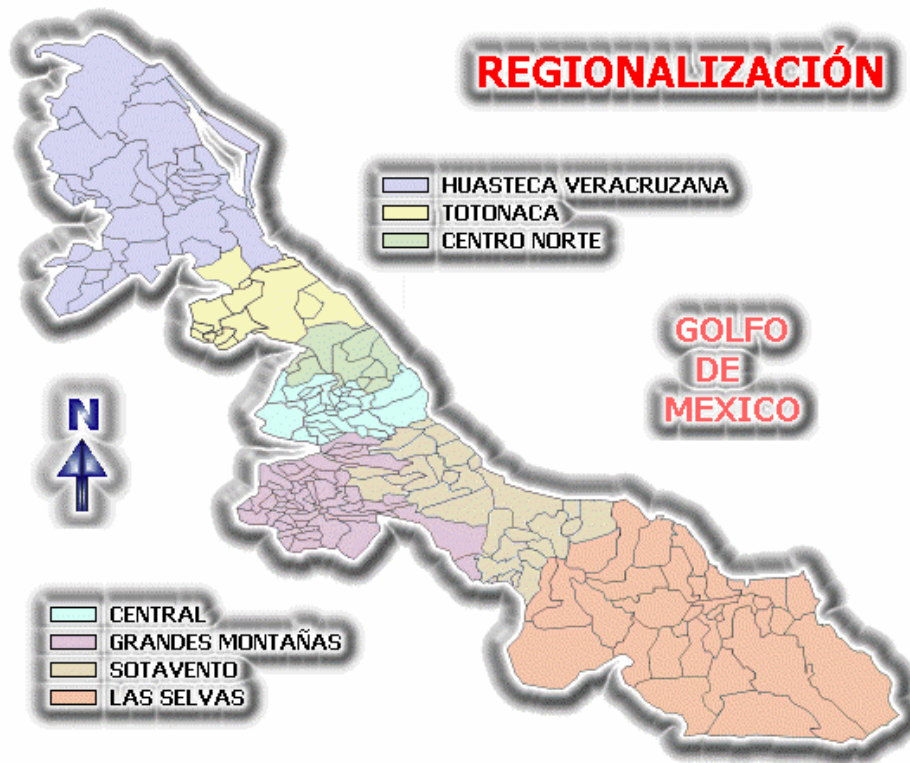 REGIONALIZACIÓN
HUASTECA VERACRUZANA
TOTONACA
CENTRO NORTE
GOLFO
DE
MEXICO
N
CENTRAL
GRANDES MONTAÑAS
SOTAVENTO
LAS SELVAS